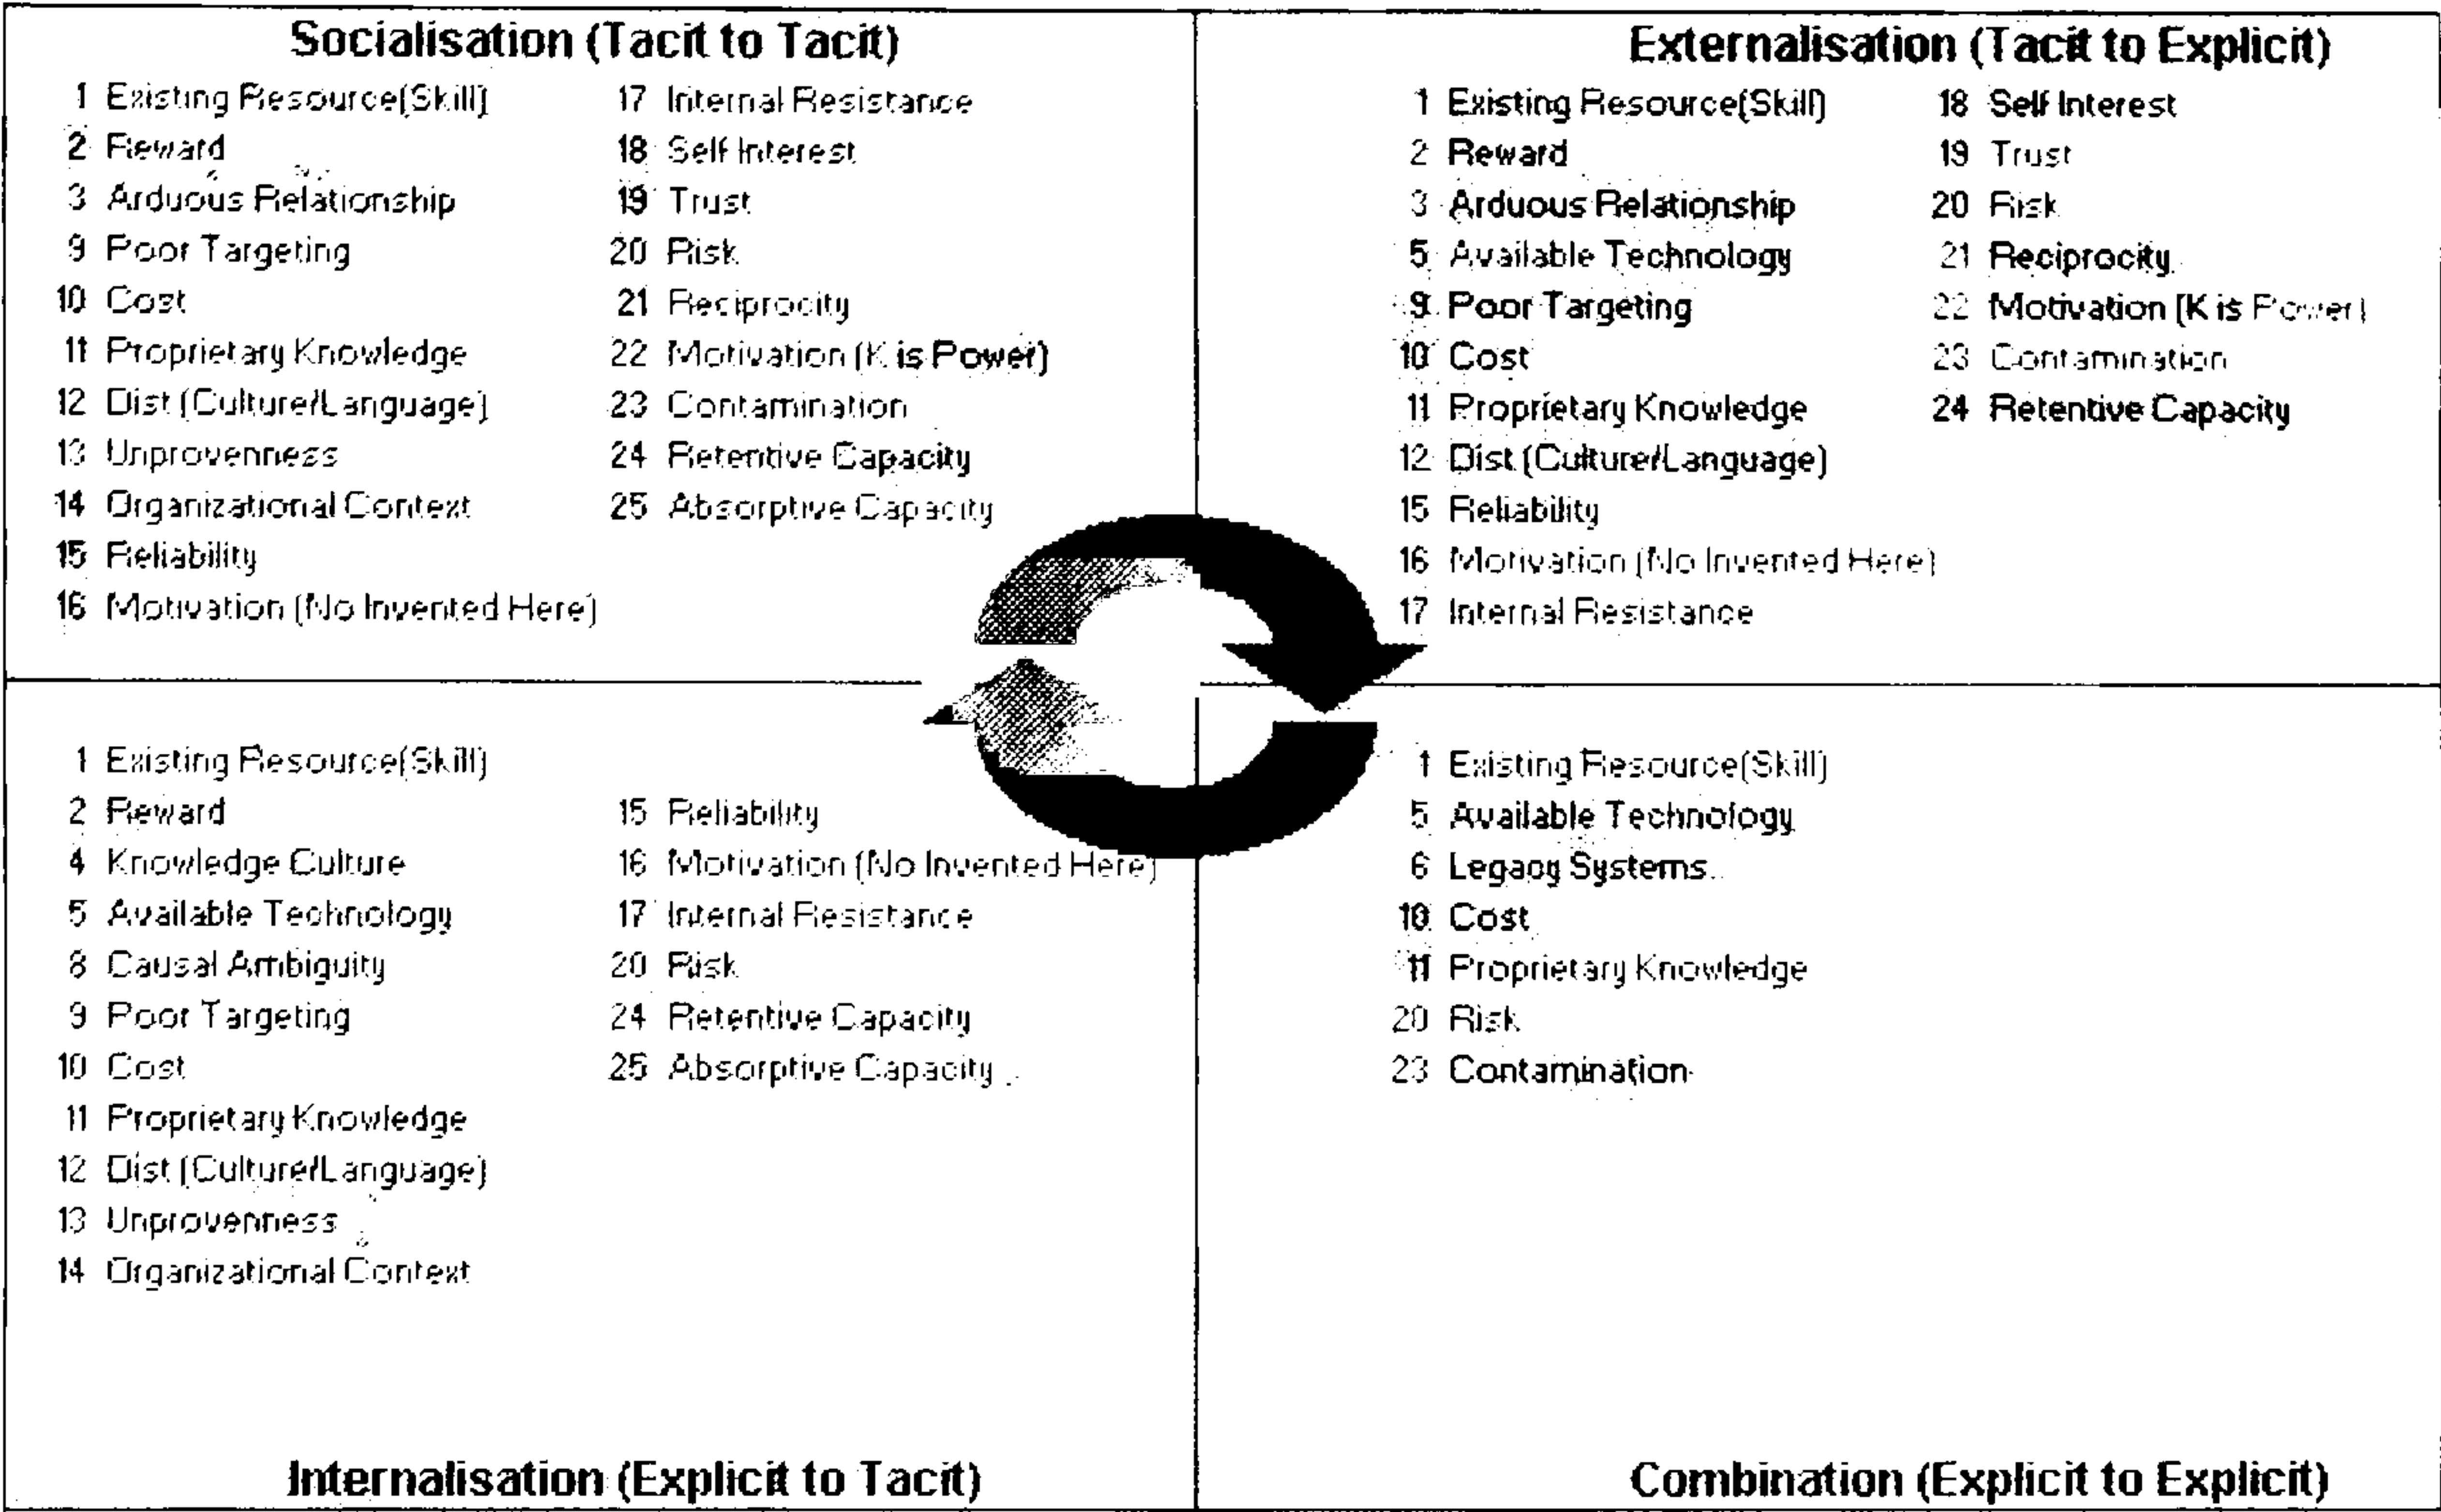 Socialisation (Tacit to Tacit)
1 Existing Resource(Skill)
2 Reward
3 Arduous Relationship
9 Poor Targeting
10 Cost
11 Proprietary Knowledge
12 Dist (Culture/Language)
13 Unprovenness
14 Organizational Context
15 Reliability
16 Motivation (No Invented Here)
17 Internal Resistance
18 Self Interest
19 Trust
20 Risk
21 Reciprocity
22 Motivation (K is Power)
23 Contamination
24 Retentive Capacity
25 Absorptive Capacity
Externalisation (Tacit to Explicit)
1 Existing Resource(Skill)
2 Reward
3 Arduous Relationship
5 Available Technology
9 Poor Targeting
10 Cost
11 Proprietary Knowledge
12 Dist (Culture/Language)
15 Reliability
16 Motivation (No Invented Here)
17 Internal Resistance
18 Self Interest
19 Trust
20 Risk
21 Reciprocity
22 Motivation (K is Power)
23 Contamination
24 Retentive Capacity
1 Existing Resource(Skill)
2 Reward
4 Knowledge Culture
5 Available Technology
8 Causal Ambiguity
9 Poor Targeting
10 Cost
11 Proprietary Knowledge
12 Dist (Culture/Language)
13 Unprovenness
14 Organizational Context
15 Reliability
16 Motivation (No Invented Here)
17 Internal Resistance
20 Risk
24 Retentive Capacity
25 Absorptive Capacity
Internalisation (Explicit to Tacit)
1 Existing Resource(Skill)
5 Available Technology
6 Legacy Systems
10 Cost
11 Proprietary Knowledge
20 Risk
23 Contamination
Combination (Explicit to Explicit)